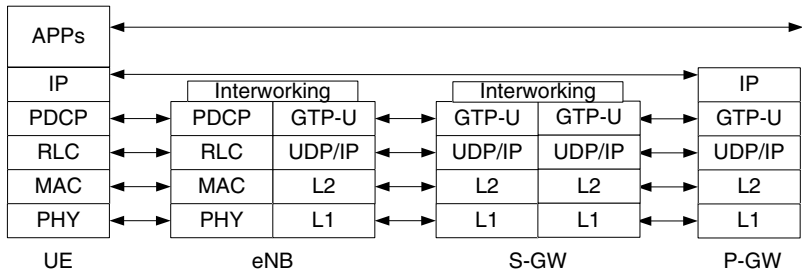 APPs
IP IP
Interworking Interworking
PDCP PDCP GTP-U GTP-U GTP-U GTP-U
RLC RLC UDP/IP UDP/IP UDP/IP UDP/IP
MAC MAC L2 L2 L2 L2
PHY PHY L1 L1 L1 L1
UE eNB S-GW P-GW